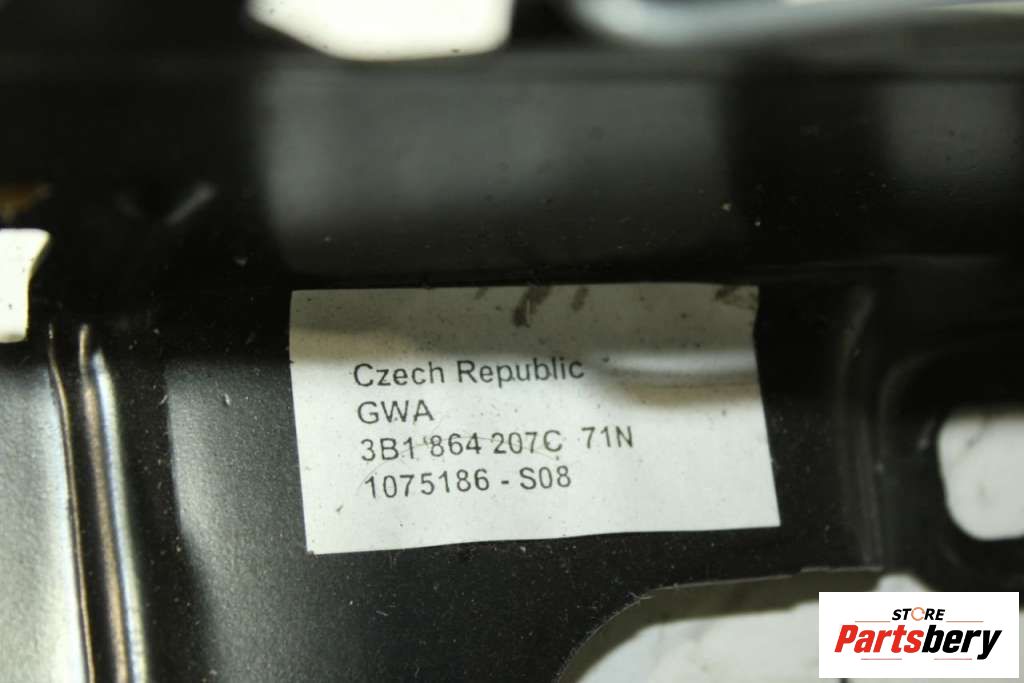 Czech Republic
GWA
3B1 864 207C 71N
1075186 - S08
STORE
Partsbery